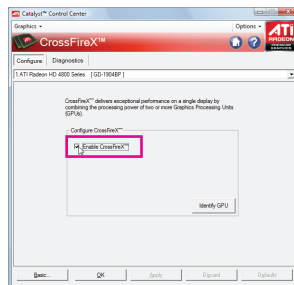 Catalyst™ Control Center
Graphics
Options
CrossFireX™
ATI
RADEON
PREMIUM
GRAPHICS
Configure
Diagnostics
1.ATI Radeon HD 4800 Series [GD-1904BP]
CrossFireX™ delivers exceptional performance on a single display by
combining the processing power of two or more Graphics Processing Units
(GPUs).
Configure CrossFireX™
Enable CrossFireX™
Identify GPU
Basic...
OK
Apply
Discard
Defaults